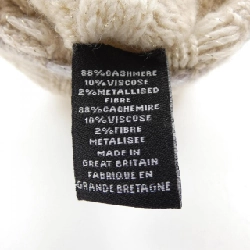 88%CASHMERE
10%VISCOSE
2%METALLISED
FIBRE
88%CACHEMIRE
10%VISCOSE
2%FIBRE
METALISEE
MADE IN
GREAT BRITAIN
FABRIQUE EN
GRANDE BRETAGNE